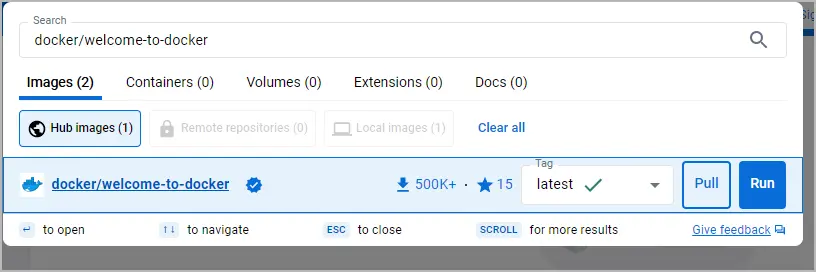 Search
docker/welcome-to-docker
Images (2) Containers (0) Volumes (0) Extensions (0) Docs (0)
Hub images (1) Remote repositories (0) Local images (1) Clear all
docker/welcome-to-docker 500K+ · 15 Tag latest Pull Run
↵ to open ↑↓ to navigate ESC to close SCROLL for more results Give feedback